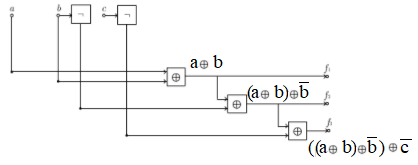 a b ¬ c ¬
a⊕ b f₁
⊕
(a⊕ b)⊕b̅ f₂
⊕
f₃
⊕
((a⊕ b)⊕b̅ ) ⊕ c̅